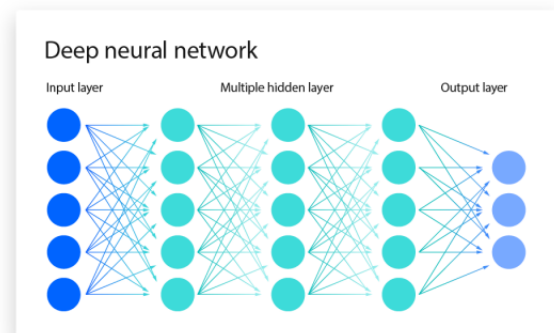 Deep neural network
Input layer
Multiple hidden layer
Output layer